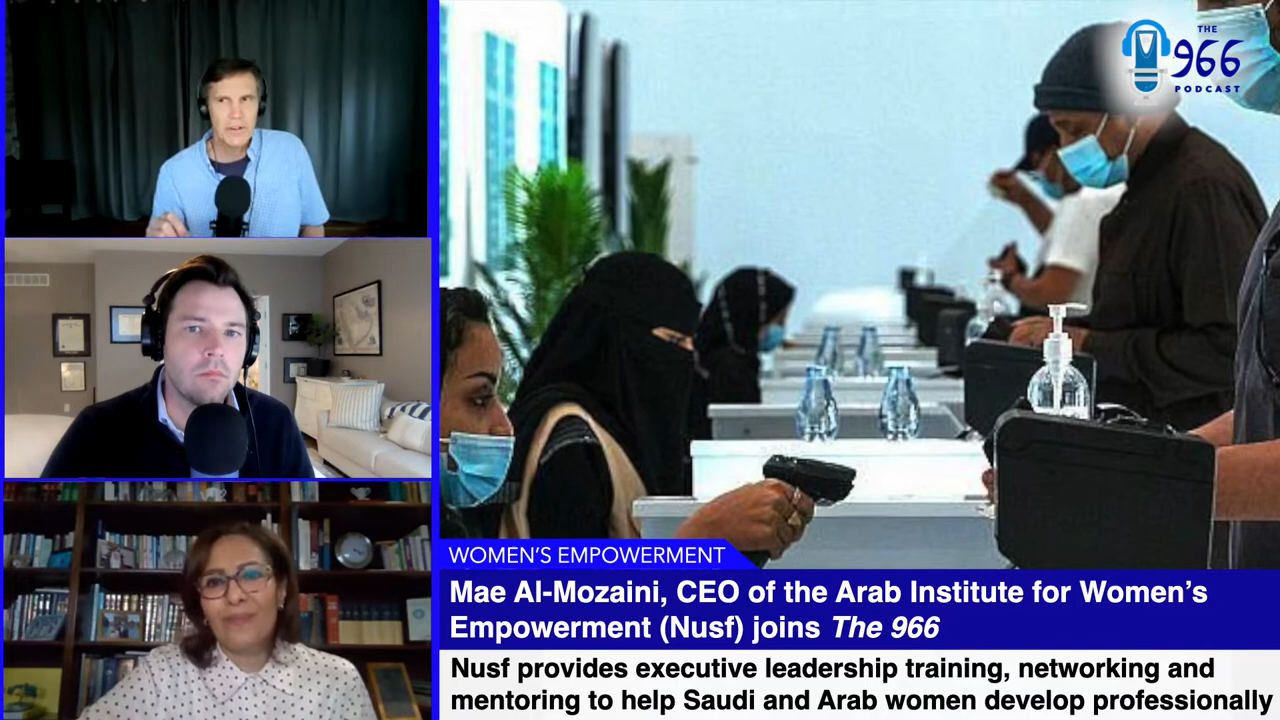 THE
966
PODCAST
WOMEN'S EMPOWERMENT
Mae Al-Mozaini, CEO of the Arab Institute for Women's
Empowerment (Nusf) joins The 966
Nusf provides executive leadership training, networking and
mentoring to help Saudi and Arab women develop professionally